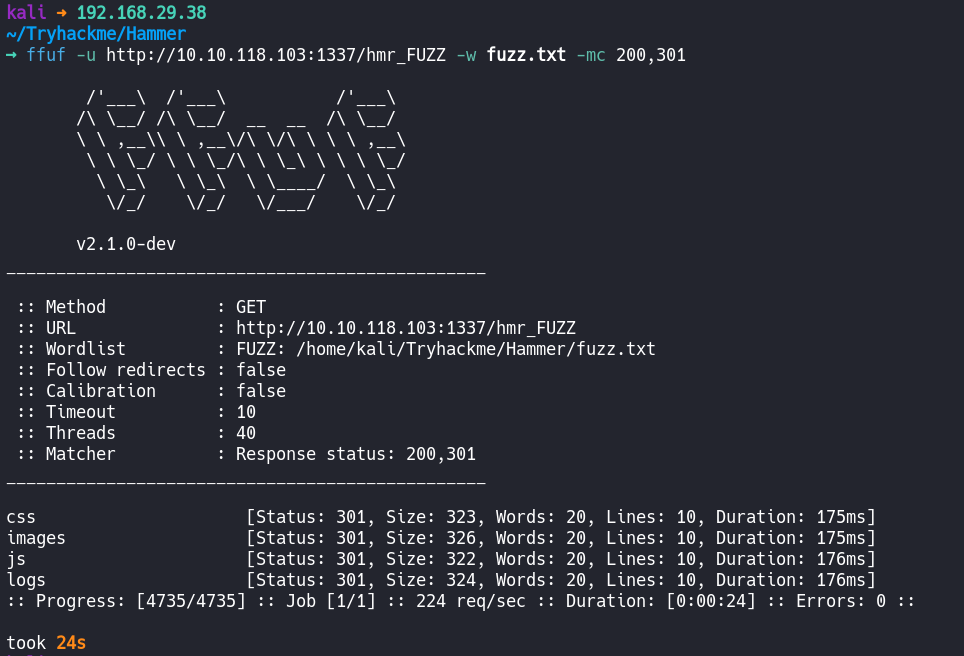 kali → 192.168.29.38
~/Tryhackme/Hammer
→ ffuf -u http://10.10.118.103:1337/hmr_FUZZ -w fuzz.txt -mc 200,301
        /'___\  /'___\           /'___\
       /\ \__/ /\ \__/  __  __  /\ \__/
       \ \ ,__\\ \ ,__\/\ \/\ \ \ \ ,__\
        \ \ \_/ \ \ \_/\ \ \_\ \ \ \ \_/
         \ \_\   \ \_\  \ \____/  \ \_\
          \/_/    \/_/   \/___/    \/_/
       v2.1.0-dev
________________________________________________
 :: Method           : GET
 :: URL              : http://10.10.118.103:1337/hmr_FUZZ
 :: Wordlist         : FUZZ: /home/kali/Tryhackme/Hammer/fuzz.txt
 :: Follow redirects : false
 :: Calibration      : false
 :: Timeout          : 10
 :: Threads          : 40
 :: Matcher          : Response status: 200,301
________________________________________________
css                     [Status: 301, Size: 323, Words: 20, Lines: 10, Duration: 175ms]
images                  [Status: 301, Size: 326, Words: 20, Lines: 10, Duration: 175ms]
js                      [Status: 301, Size: 322, Words: 20, Lines: 10, Duration: 176ms]
logs                    [Status: 301, Size: 324, Words: 20, Lines: 10, Duration: 176ms]
:: Progress: [4735/4735] :: Job [1/1] :: 224 req/sec :: Duration: [0:00:24] :: Errors: 0 ::
took 24s